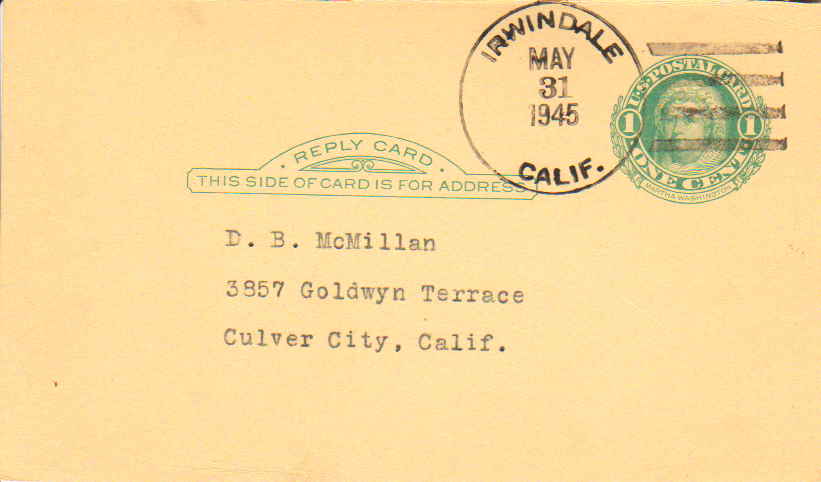 IRWINDALE
MAY
31
1945
CALIF.
U·S·POSTAL CARD
1 1
ONE CENT
MARTHA WASHINGTON
· REPLY CARD ·
THIS SIDE OF CARD IS FOR ADDRESS
D. B. McMillan
3857 Goldwyn Terrace
Culver City, Calif.